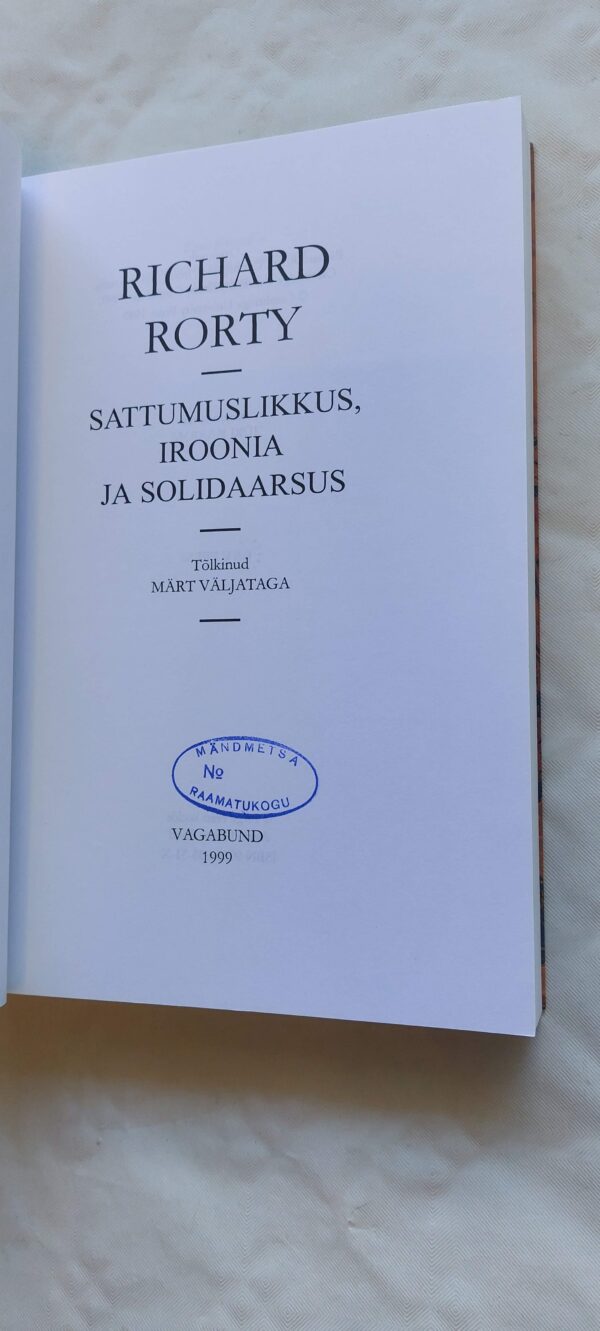 RICHARD
RORTY
SATTUMUSLIKKUS,
IROONIA
JA SOLIDAARSUS
Tõlkinud
MÄRT VÄLJATAGA
MÄNDMETSA
№
RAAMATUKOGU
VAGABUND
1999